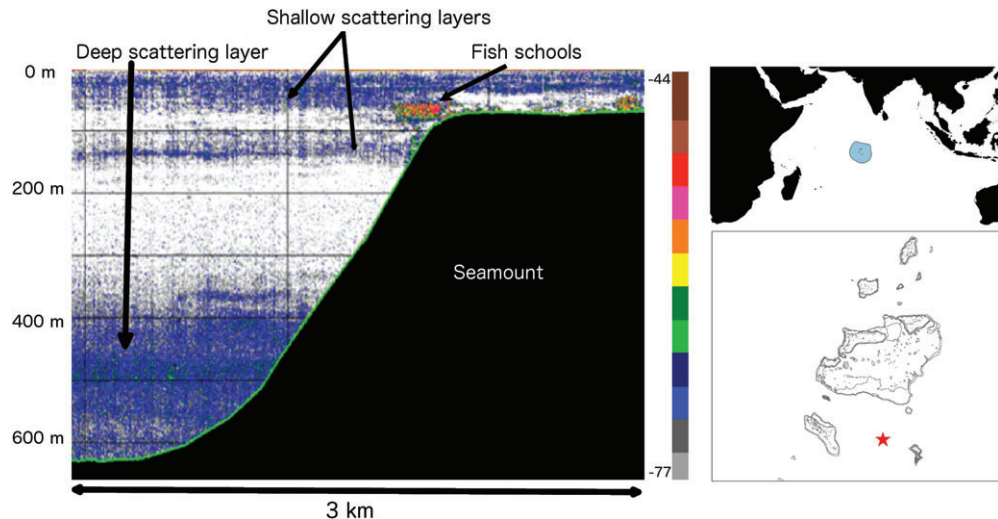 Shallow scattering layers
Deep scattering layer
Fish schools
0 m
-44
200 m
Seamount
400 m
600 m
-77
3 km